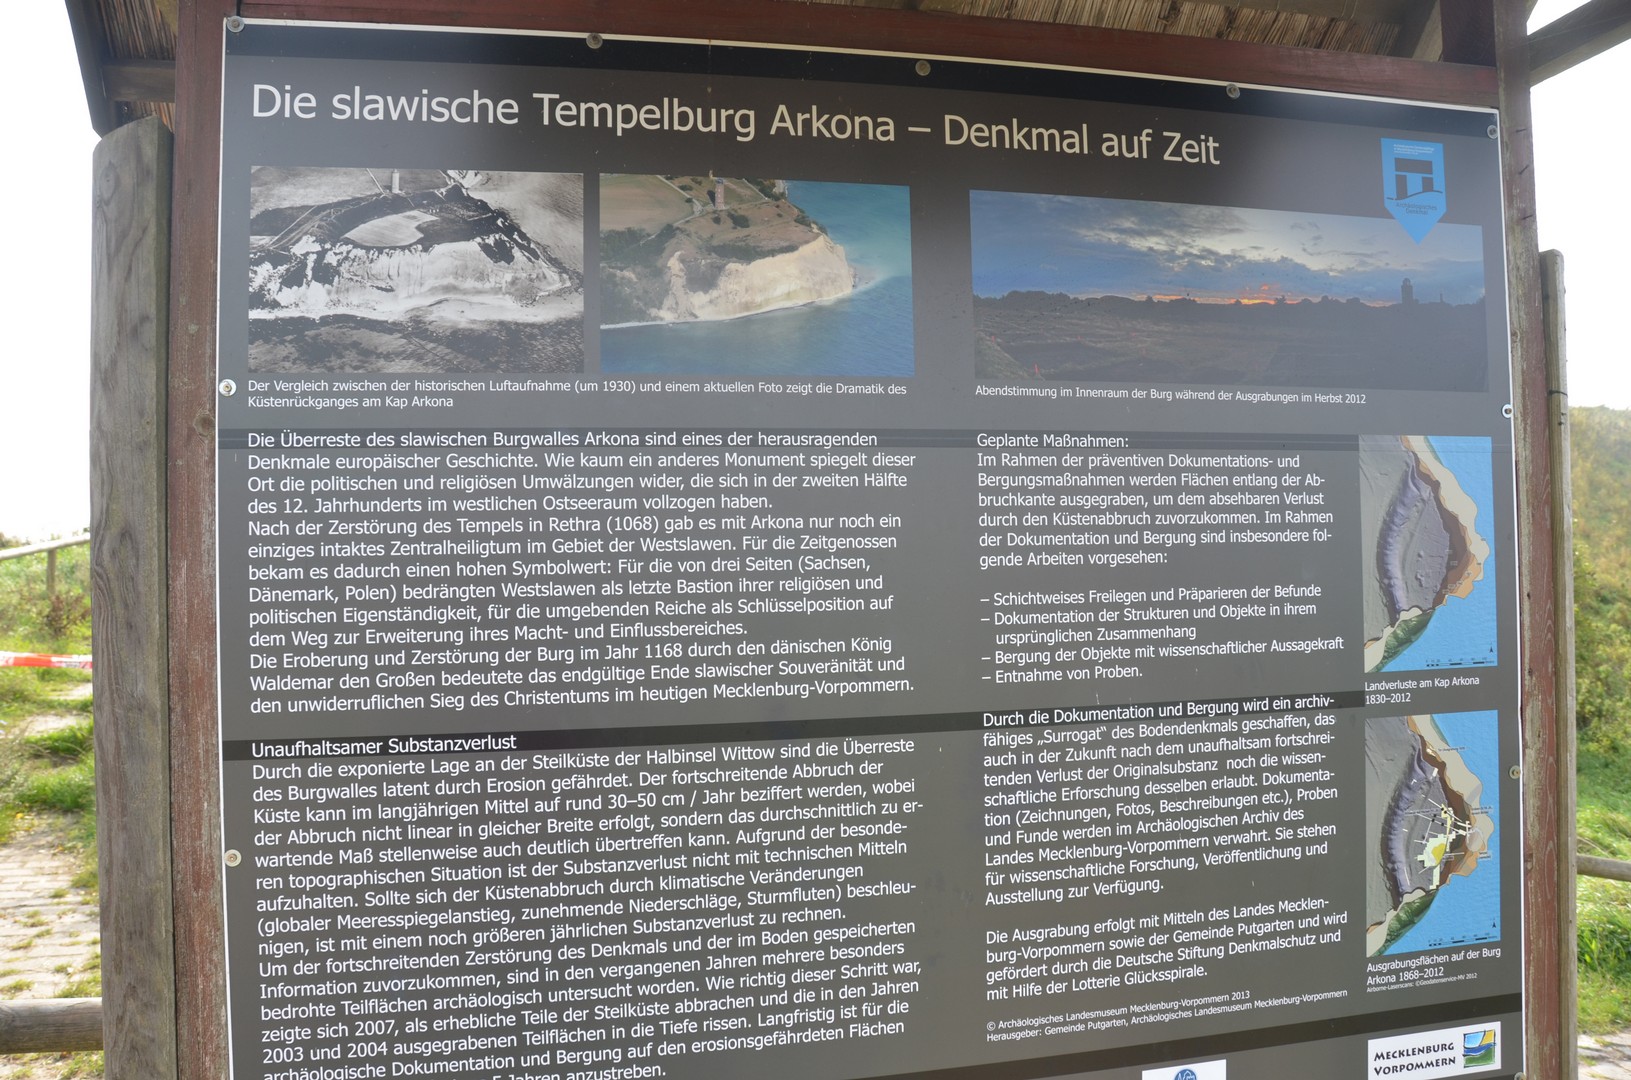 Die slawische Tempelburg Arkona – Denkmal auf Zeit
Archäologisches
Der Vergleich zwischen der historischen Luftaufnahme (um 1930) und einem aktuellen Foto zeigt die Dramatik des
Küstenrückganges am Kap Arkona
Abendstimmung im Innenraum der Burg während der Ausgrabungen im Herbst 2012
Die Überreste des slawischen Burgwalles Arkona sind eines der herausragenden
Denkmale europäischer Geschichte. Wie kaum ein anderes Monument spiegelt dieser
Ort die politischen und religiösen Umwälzungen wider, die sich in der zweiten Hälfte
des 12. Jahrhunderts im westlichen Ostseeraum vollzogen haben.
Nach der Zerstörung des Tempels in Rethra (1068) gab es mit Arkona nur noch ein
einziges intaktes Zentralheiligtum im Gebiet der Westslawen. Für die Zeitgenossen
bekam es dadurch einen hohen Symbolwert: Für die von drei Seiten (Sachsen,
Dänemark, Polen) bedrängten Westslawen als letzte Bastion ihrer religiösen und
politischen Eigenständigkeit, für die umgebenden Reiche als Schlüsselposition auf
dem Weg zur Erweiterung ihres Macht- und Einflussbereiches.
Die Eroberung und Zerstörung der Burg im Jahr 1168 durch den dänischen König
Waldemar den Großen bedeutete das endgültige Ende slawischer Souveränität und
den unwiderruflichen Sieg des Christentums im heutigen Mecklenburg-Vorpommern.
Unaufhaltsamer Substanzverlust
Durch die exponierte Lage an der Steilküste der Halbinsel Wittow sind die Überreste
des Burgwalles latent durch Erosion gefährdet. Der fortschreitende Abbruch der
Küste kann im langjährigen Mittel auf rund 30–50 cm / Jahr beziffert werden, wobei
der Abbruch nicht linear in gleicher Breite erfolgt, sondern das durchschnittlich zu er-
wartende Maß stellenweise auch deutlich übertreffen kann. Aufgrund der besonde-
ren topographischen Situation ist der Substanzverlust nicht mit technischen Mitteln
aufzuhalten. Sollte sich der Küstenabbruch durch klimatische Veränderungen
(globaler Meeresspiegelanstieg, zunehmende Niederschläge, Sturmfluten) beschleu-
nigen, ist mit einem noch größeren jährlichen Substanzverlust zu rechnen.
Um der fortschreitenden Zerstörung des Denkmals und der im Boden gespeicherten
Information zuvorzukommen, sind in den vergangenen Jahren mehrere besonders
bedrohte Teilflächen archäologisch untersucht worden. Wie richtig dieser Schritt war,
zeigte sich 2007, als erhebliche Teile der Steilküste abbrachen und die in den Jahren
2003 und 2004 ausgegrabenen Teilflächen in die Tiefe rissen. Langfristig ist für die
archäologische Dokumentation und Bergung auf den erosionsgefährdeten Flächen
5 Jahren anzustreben.
Geplante Maßnahmen:
Im Rahmen der präventiven Dokumentations- und
Bergungsmaßnahmen werden Flächen entlang der Ab-
bruchkante ausgegraben, um dem absehbaren Verlust
durch den Küstenabbruch zuvorzukommen. Im Rahmen
der Dokumentation und Bergung sind insbesondere fol-
gende Arbeiten vorgesehen:
– Schichtweises Freilegen und Präparieren der Befunde
– Dokumentation der Strukturen und Objekte in ihrem
ursprünglichen Zusammenhang
– Bergung der Objekte mit wissenschaftlicher Aussagekraft
– Entnahme von Proben.
Durch die Dokumentation und Bergung wird ein archiv-
fähiges „Surrogat" des Bodendenkmals geschaffen, das
auch in der Zukunft nach dem unaufhaltsam fortschrei-
tenden Verlust der Originalsubstanz noch die wissen-
schaftliche Erforschung desselben erlaubt. Dokumenta-
tion (Zeichnungen, Fotos, Beschreibungen etc.), Proben
und Funde werden im Archäologischen Archiv des
Landes Mecklenburg-Vorpommern verwahrt. Sie stehen
für wissenschaftliche Forschung, Veröffentlichung und
Ausstellung zur Verfügung.
Die Ausgrabung erfolgt mit Mitteln des Landes Mecklen-
burg-Vorpommern sowie der Gemeinde Putgarten und wird
gefördert durch die Deutsche Stiftung Denkmalschutz und
mit Hilfe der Lotterie Glücksspirale.
© Archäologisches Landesmuseum Mecklenburg-Vorpommern 2013
Herausgeber: Gemeinde Putgarten, Archäologisches Landesmuseum Mecklenburg-Vorpommern
Landverluste am Kap Arkona
1830–2012
Ausgrabungsflächen auf der Burg
Arkona 1868–2012
Airborne-Laserscans: ©Geodatenservice-MV 2012
MECKLENBURG
VORPOMMERN